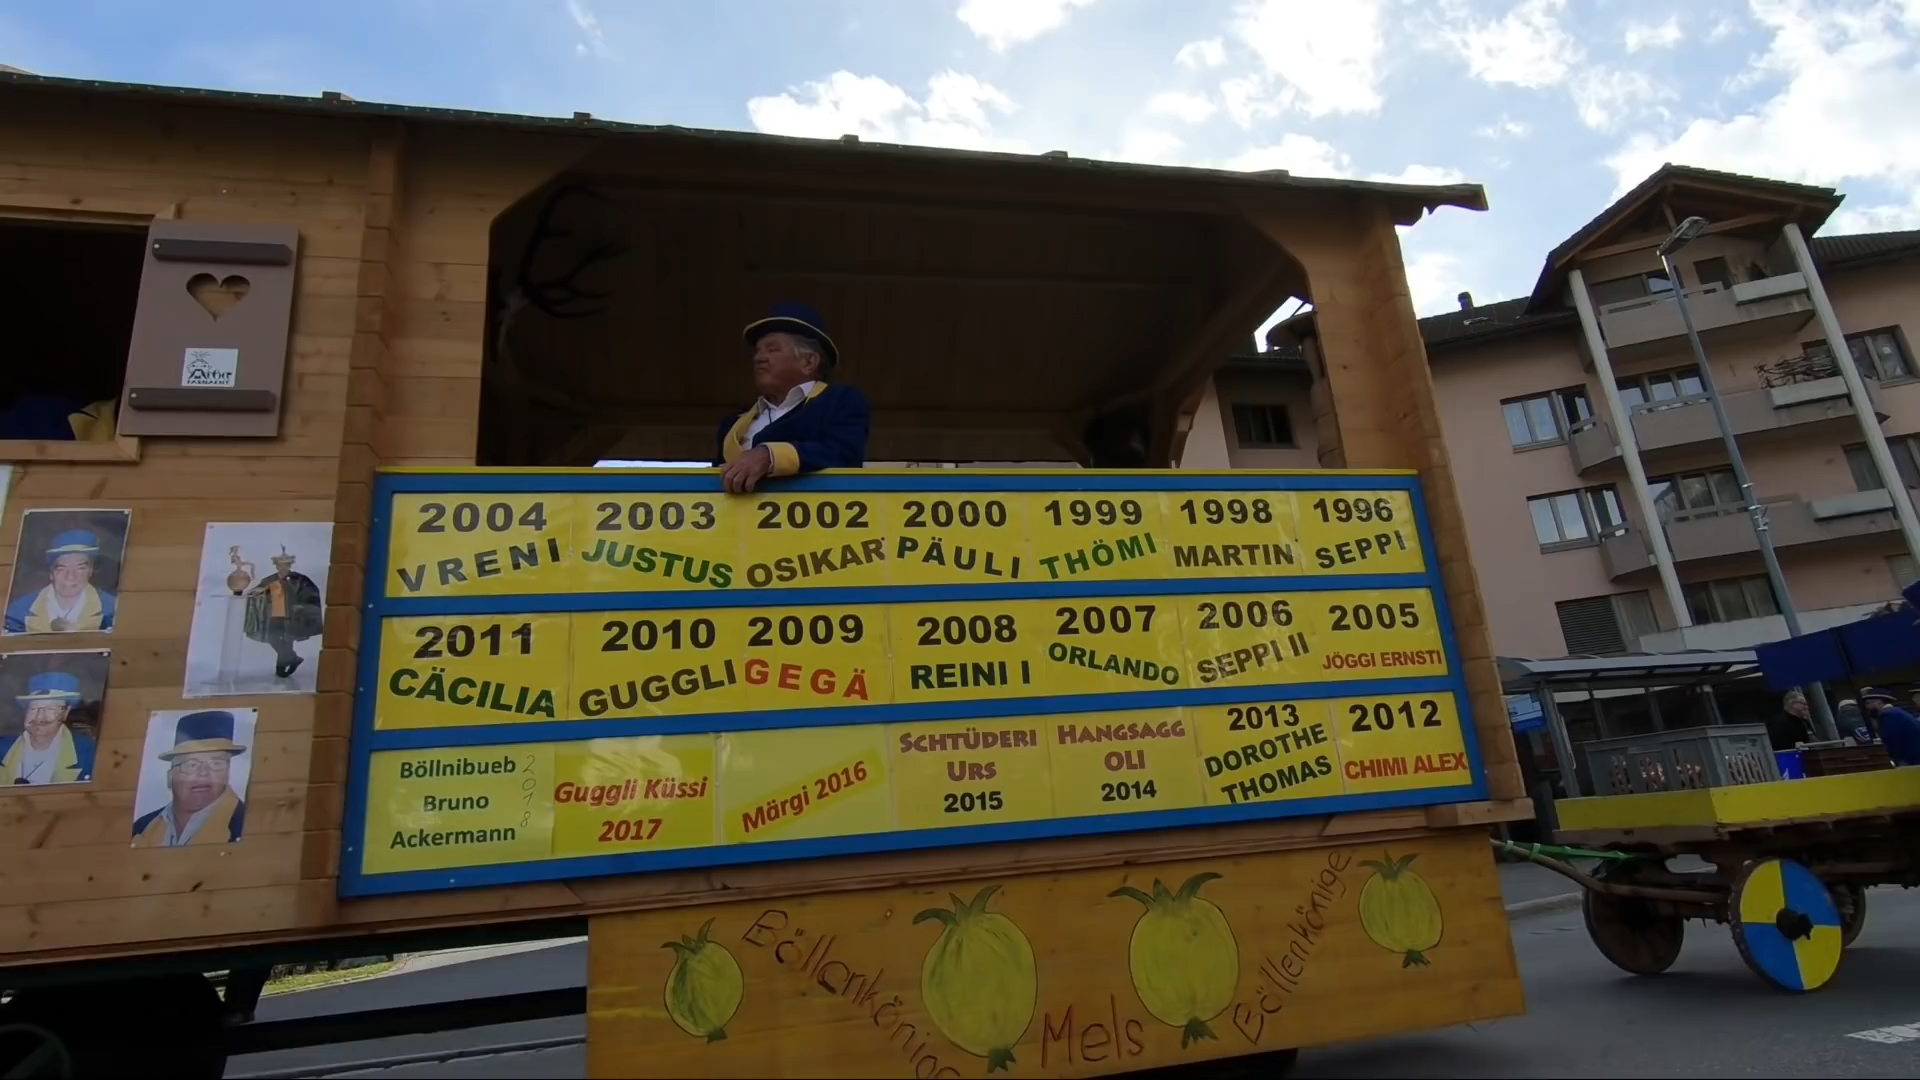 FASNACHT
2004 2003 2002 2000 1999 1998 1996
VRENI JUSTUS OSIKAR PÄULI THÖMI MARTIN SEPPI
2011 2010 2009 2008 2007 2006 2005
CÄCILIA GUGGLI GEGÄ REINI I ORLANDO SEPPI II JÖGGI ERNSTI
Böllnibueb 2018
Bruno
Ackermann
Guggli Küssi
2017
Märgi 2016
SCHTÜDERI
URS
2015
HANGSAGG
OLI
2014
2013
DOROTHE
THOMAS
2012
CHIMI ALEX
Böllenkönige
Mels
Böllenkönige